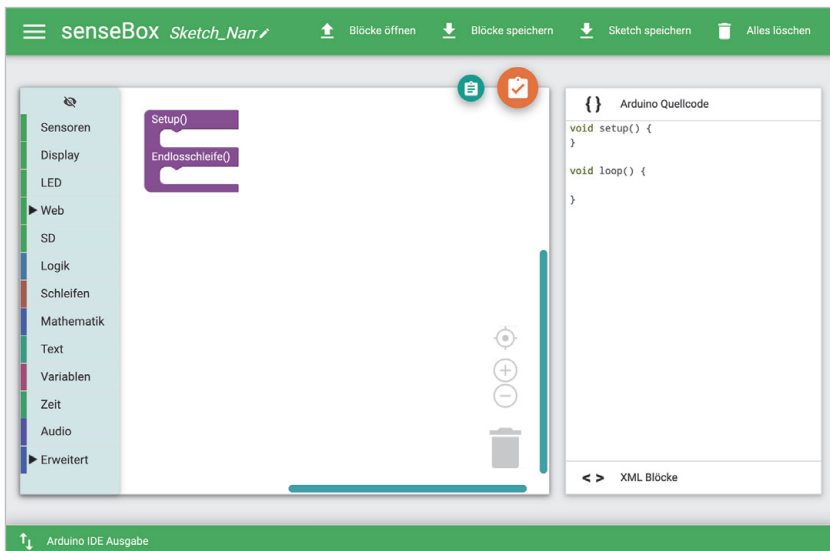 senseBox Sketch_Nam
Blöcke öffnen
Blöcke speichern
Sketch speichern
Alles löschen
Sensoren
Display
LED
Web
SD
Logik
Schleifen
Mathematik
Text
Variablen
Zeit
Audio
Erweitert
Setup()
Endlosschleife()
{ } Arduino Quellcode
void setup() {
}
void loop() {
}
< > XML Blöcke
Arduino IDE Ausgabe